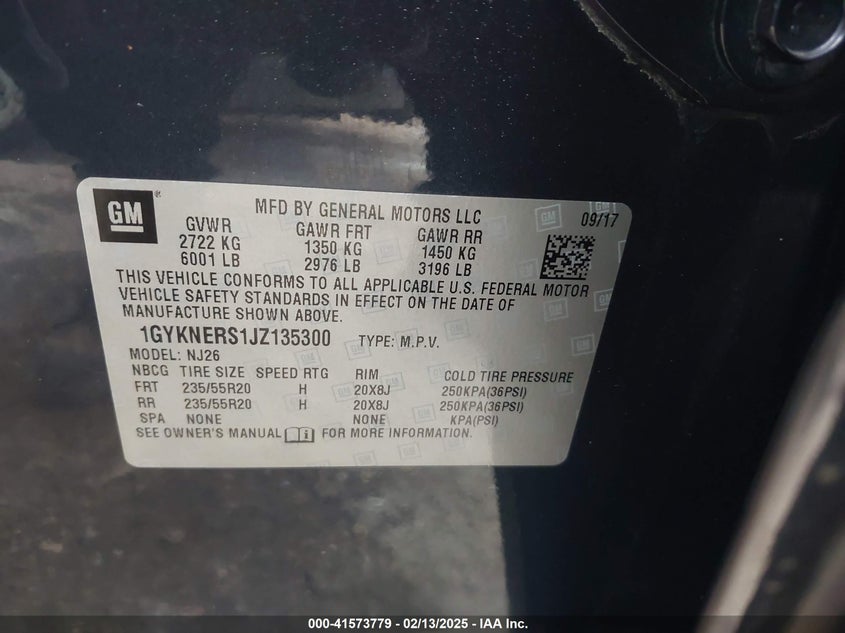 GM
MFD BY GENERAL MOTORS LLC
09/17
GVWR GAWR FRT GAWR RR
2722 KG 1350 KG 1450 KG
6001 LB 2976 LB 3196 LB
THIS VEHICLE CONFORMS TO ALL APPLICABLE U.S. FEDERAL MOTOR
VEHICLE SAFETY STANDARDS IN EFFECT ON THE DATE OF
MANUFACTURE SHOWN ABOVE.
1GYKNERS1JZ135300 TYPE: M.P.V.
MODEL: NJ26
NBCG TIRE SIZE SPEED RTG RIM COLD TIRE PRESSURE
FRT 235/55R20 H 20X8J 250KPA(36PSI)
RR 235/55R20 H 20X8J 250KPA(36PSI)
SPA NONE NONE KPA(PSI)
SEE OWNER'S MANUAL FOR MORE INFORMATION.
000-41573779 - 02/13/2025 - IAA Inc.